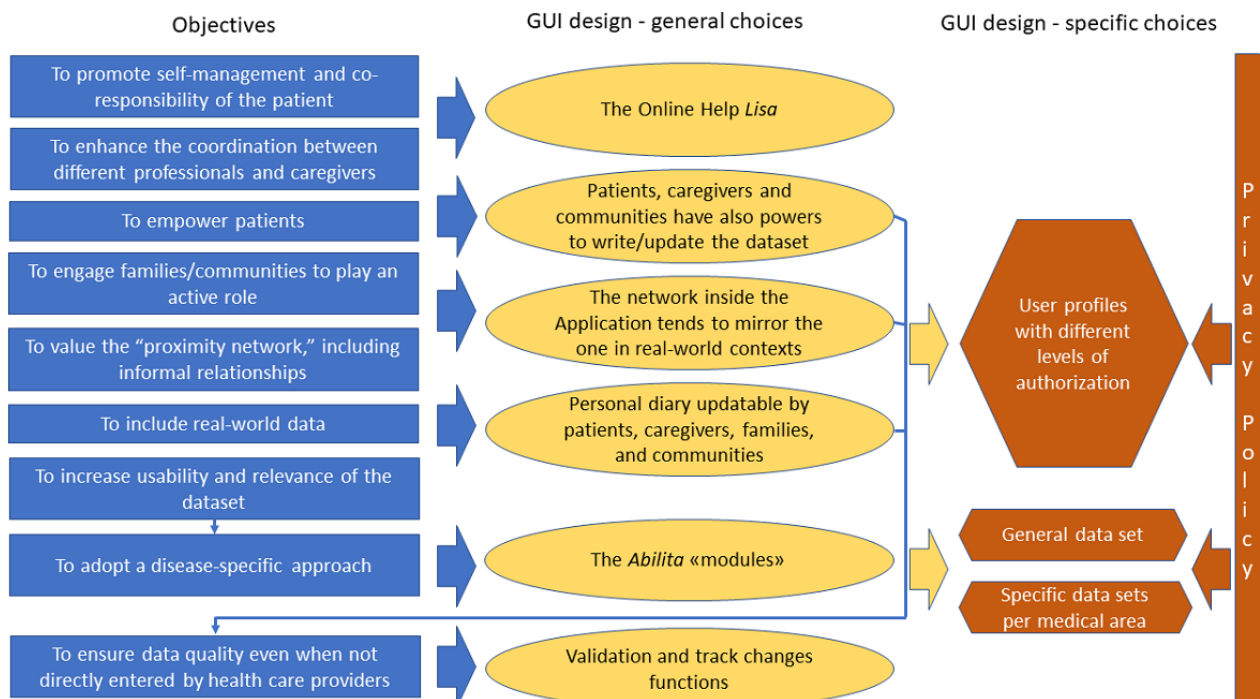 Objectives
GUI design - general choices
GUI design - specific choices
To promote self-management and co-
responsibility of the patient
To enhance the coordination between
different professionals and caregivers
To empower patients
To engage families/communities to play an
active role
To value the “proximity network,” including
informal relationships
To include real-world data
To increase usability and relevance of the
dataset
To adopt a disease-specific approach
To ensure data quality even when not
directly entered by health care providers
The Online Help Lisa
Patients, caregivers and
communities have also powers
to write/update the dataset
The network inside the
Application tends to mirror the
one in real-world contexts
Personal diary updatable by
patients, caregivers, families,
and communities
The Abilita «modules»
Validation and track changes
functions
User profiles
with different
levels of
authorization
General data set
Specific data sets
per medical area
Privacy Policy